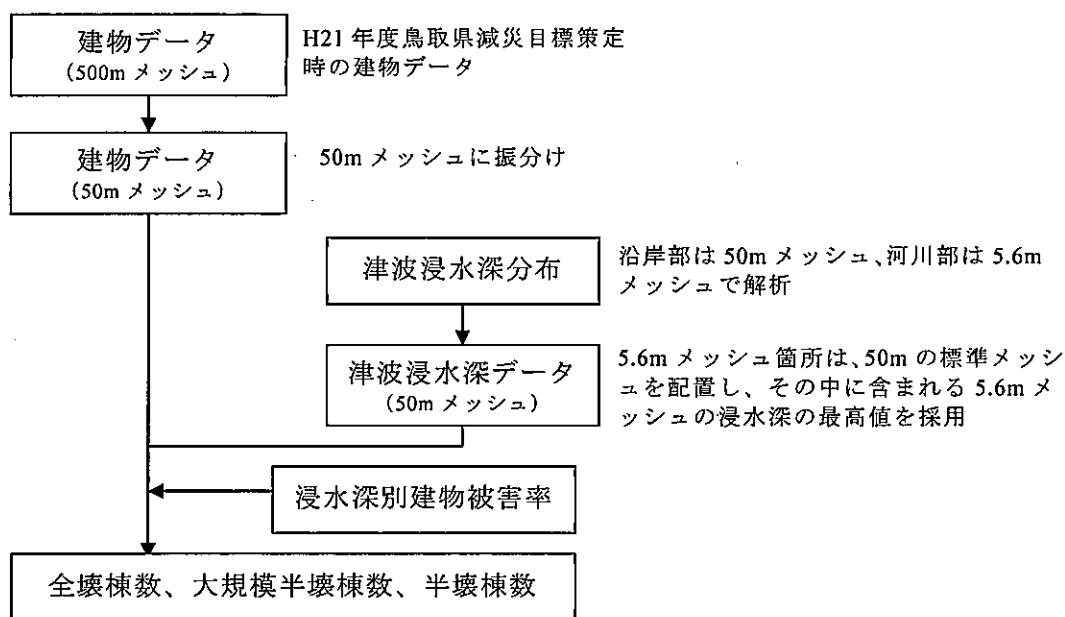 建物データ
(500m メッシュ)
H21 年度鳥取県減災目標策定
時の建物データ
建物データ
(50m メッシュ)
50m メッシュに振分け
津波浸水深分布
沿岸部は 50m メッシュ、河川部は 5.6m
メッシュで解析
津波浸水深データ
(50m メッシュ)
5.6m メッシュ箇所は、50m の標準メッシ
ュを配置し、その中に含まれる 5.6m メ
ッシュの浸水深の最高値を採用
浸水深別建物被害率
全壊棟数、大規模半壊棟数、半壊棟数